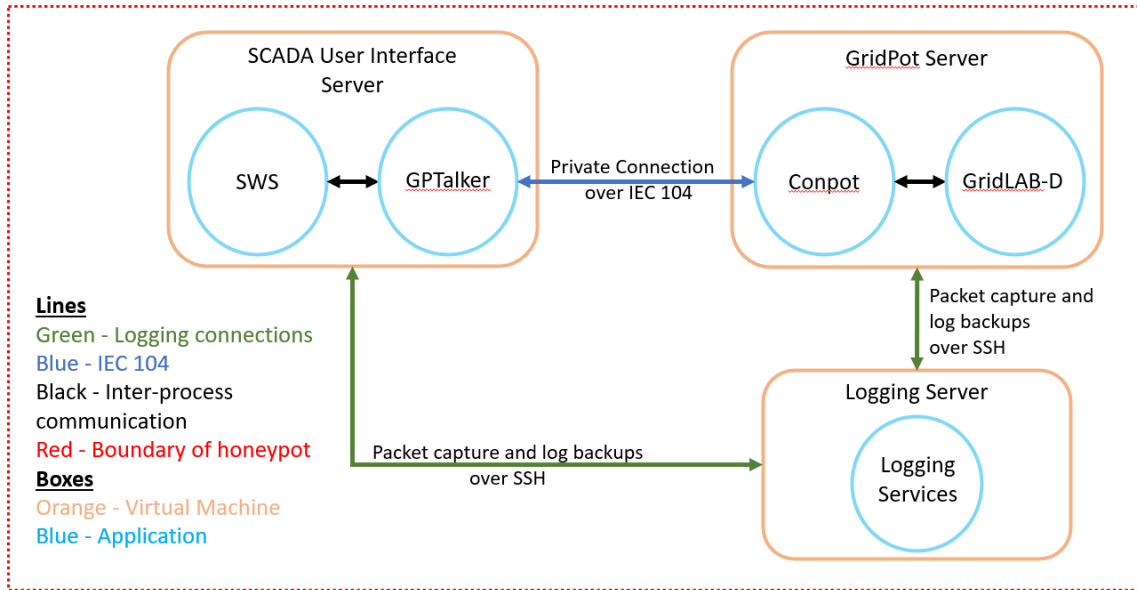 SCADA User Interface
Server
SWS
GPTalker
Private Connection
over IEC 104
GridPot Server
Conpot
GridLAB-D
Packet capture and
log backups
over SSH
Lines
Green - Logging connections
Blue - IEC 104
Black - Inter-process
communication
Red - Boundary of honeypot
Boxes
Orange - Virtual Machine
Blue - Application
Packet capture and log backups
over SSH
Logging Server
Logging
Services